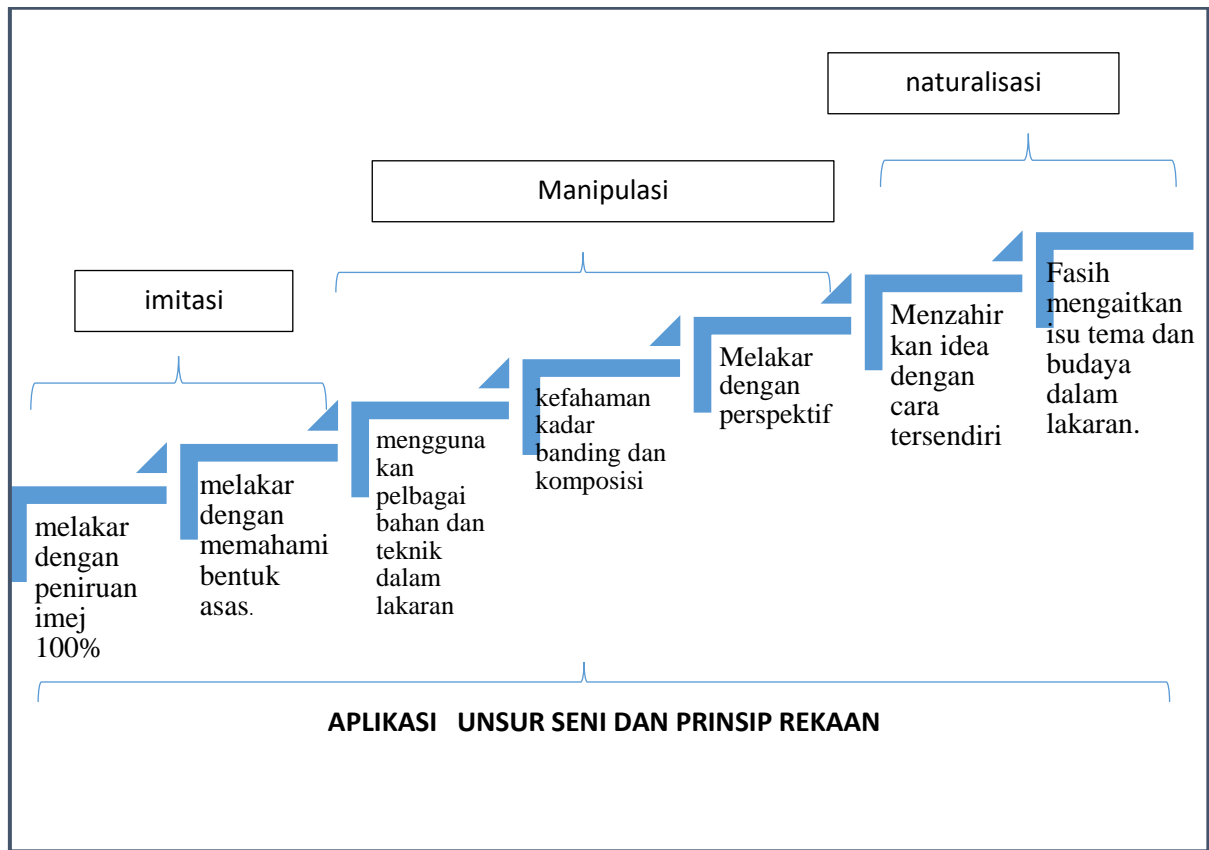 naturalisasi
Manipulasi
imitasi
melakar
dengan
peniruan
imej
100%
melakar
dengan
memahami
bentuk
asas.
mengguna
kan
pelbagai
bahan dan
teknik
dalam
lakaran
kefahaman
kadar
banding dan
komposisi
Melakar
dengan
perspektif
Menzahir
kan idea
dengan
cara
tersendiri
Fasih
mengaitkan
isu tema dan
budaya
dalam
lakaran.
APLIKASI UNSUR SENI DAN PRINSIP REKAAN